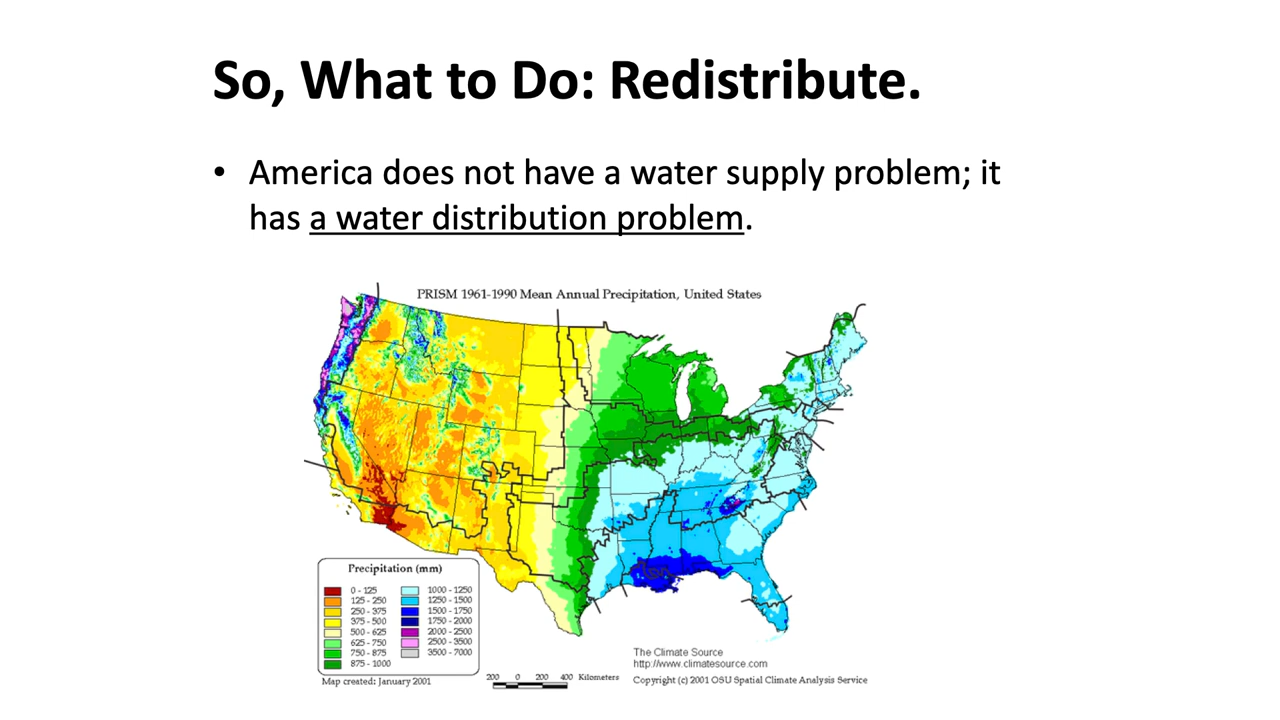 So, What to Do: Redistribute.
• America does not have a water supply problem; it
has a water distribution problem.
PRISM 1961-1990 Mean Annual Precipitation, United States
Precipitation (mm)
0 - 125
125 - 250
250 - 375
375 - 500
500 - 625
625 - 750
750 - 875
875 - 1000
1000 - 1250
1250 - 1500
1500 - 1750
1750 - 2000
2000 - 2500
2500 - 3500
3500 - 7000
Map created: January 2001
200 0 200 400 Kilometers
The Climate Source
http://www.climatesource.com
Copyright (c) 2001 OSU Spatial Climate Analysis Service